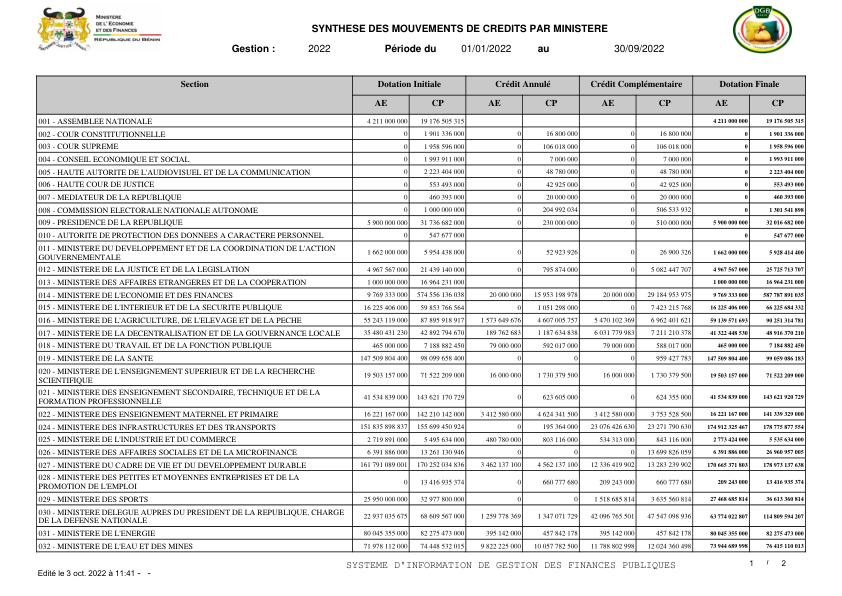 MINISTERE
DE L'ECONOMIE
ET DES FINANCES
RÉPUBLIQUE DU BÉNIN
DGB
SYNTHESE DES MOUVEMENTS DE CREDITS PAR MINISTERE
Gestion : 2022 Période du 01/01/2022 au 30/09/2022
Section Dotation Initiale Crédit Annulé Crédit Complémentaire Dotation Finale
AE CP AE CP AE CP AE CP
001 - ASSEMBLEE NATIONALE 4 211 000 000 19 176 505 315 4 211 000 000 19 176 505 315
002 - COUR CONSTITUTIONNELLE 0 1 901 336 000 0 16 800 000 0 16 800 000 0 1 901 336 000
003 - COUR SUPREME 0 1 958 596 000 0 106 018 000 0 106 018 000 0 1 958 596 000
004 - CONSEIL ECONOMIQUE ET SOCIAL 0 1 993 911 000 0 7 000 000 0 7 000 000 0 1 993 911 000
005 - HAUTE AUTORITE DE L'AUDIOVISUEL ET DE LA COMMUNICATION 0 2 223 404 000 0 48 780 000 0 48 780 000 0 2 223 404 000
006 - HAUTE COUR DE JUSTICE 0 553 493 000 0 42 925 000 0 42 925 000 0 553 493 000
007 - MEDIATEUR DE LA REPUBLIQUE 0 460 393 000 0 20 000 000 0 20 000 000 0 460 393 000
008 - COMMISSION ELECTORALE NATIONALE AUTONOME 0 1 000 000 000 0 204 992 034 0 506 533 932 0 1 301 541 898
009 - PRESIDENCE DE LA REPUBLIQUE 5 900 000 000 31 736 682 000 0 230 000 000 0 510 000 000 5 900 000 000 32 016 682 000
010 - AUTORITE DE PROTECTION DES DONNEES A CARACTERE PERSONNEL 0 547 677 000 0 547 677 000
011 - MINISTERE DU DEVELOPPEMENT ET DE LA COORDINATION DE L'ACTION
GOUVERNEMENTALE 1 662 000 000 5 954 438 000 0 52 923 926 0 26 900 326 1 662 000 000 5 928 414 400
012 - MINISTERE DE LA JUSTICE ET DE LA LEGISLATION 4 967 567 000 21 439 140 000 0 795 874 000 0 5 082 447 707 4 967 567 000 25 725 713 707
013 - MINISTERE DES AFFAIRES ETRANGERES ET DE LA COOPERATION 1 000 000 000 16 964 231 000 1 000 000 000 16 964 231 000
014 - MINISTERE DE L'ECONOMIE ET DES FINANCES 9 769 333 000 574 556 136 038 20 000 000 15 953 198 978 20 000 000 29 184 953 975 9 769 333 000 587 787 891 035
015 - MINISTERE DE L'INTERIEUR ET DE LA SECURITE PUBLIQUE 16 225 406 000 59 853 766 564 0 1 051 298 000 0 7 423 215 768 16 225 406 000 66 225 684 332
016 - MINISTERE DE L'AGRICULTURE, DE L'ELEVAGE ET DE LA PECHE 55 243 119 000 87 895 918 917 1 573 649 676 4 607 005 757 5 470 102 369 6 962 401 621 59 139 571 693 90 251 314 781
017 - MINISTERE DE LA DECENTRALISATION ET DE LA GOUVERNANCE LOCALE 35 480 431 230 42 892 794 670 189 762 683 1 187 634 838 6 031 779 983 7 211 210 378 41 322 448 530 48 916 370 210
018 - MINISTERE DU TRAVAIL ET DE LA FONCTION PUBLIQUE 465 000 000 7 188 882 450 79 000 000 592 017 000 79 000 000 588 017 000 465 000 000 7 184 882 450
019 - MINISTERE DE LA SANTE 147 509 804 400 98 099 658 400 0 0 0 959 427 783 147 509 804 400 99 059 086 183
020 - MINISTERE DE L'ENSEIGNEMENT SUPERIEUR ET DE LA RECHERCHE
SCIENTIFIQUE 19 503 157 000 71 522 209 000 16 000 000 1 730 379 500 16 000 000 1 730 379 500 19 503 157 000 71 522 209 000
021 - MINISTERE DES ENSEIGNEMENT SECONDAIRE, TECHNIQUE ET DE LA
FORMATION PROFESSIONNELLE 41 534 839 000 143 621 170 729 0 623 605 000 0 624 355 000 41 534 839 000 143 621 920 729
022 - MINISTERE DES ENSEIGNEMENT MATERNEL ET PRIMAIRE 16 221 167 000 142 210 142 000 3 412 580 000 4 624 341 500 3 412 580 000 3 753 528 500 16 221 167 000 141 339 329 000
024 - MINISTERE DES INFRASTRUCTURES ET DES TRANSPORTS 151 835 898 837 155 699 450 924 0 195 364 000 23 076 426 630 23 271 790 630 174 912 325 467 178 775 877 554
025 - MINISTERE DE L'INDUSTRIE ET DU COMMERCE 2 719 891 000 5 495 634 000 480 780 000 803 116 000 534 313 000 843 116 000 2 773 424 000 5 535 634 000
026 - MINISTERE DES AFFAIRES SOCIALES ET DE LA MICROFINANCE 6 391 886 000 13 261 130 946 0 0 0 13 699 826 059 6 391 886 000 26 960 957 005
027 - MINISTERE DU CADRE DE VIE ET DU DEVELOPPEMENT DURABLE 161 791 089 001 170 252 034 836 3 462 137 100 4 562 137 100 12 336 419 902 13 283 239 902 170 665 371 803 178 973 137 638
028 - MINISTERE DES PETITES ET MOYENNES ENTREPRISES ET DE LA
PROMOTION DE L'EMPLOI 0 13 416 935 374 0 660 777 680 209 243 000 660 777 680 209 243 000 13 416 935 374
029 - MINISTERE DES SPORTS 25 950 000 000 32 977 800 000 0 0 1 518 685 814 3 635 560 814 27 468 685 814 36 613 360 814
030 - MINISTERE DELEGUE AUPRES DU PRESIDENT DE LA REPUBLIQUE, CHARGE
DE LA DEFENSE NATIONALE 22 937 035 675 68 609 567 000 1 259 778 369 1 347 071 729 42 096 765 501 47 547 098 936 63 774 022 807 114 809 594 207
031 - MINISTERE DE L'ENERGIE 80 045 355 000 82 275 473 000 395 142 000 457 842 178 395 142 000 457 842 178 80 045 355 000 82 275 473 000
032 - MINISTERE DE L'EAU ET DES MINES 71 978 112 000 74 448 532 015 9 822 225 000 10 057 782 500 11 788 802 998 12 024 360 498 73 944 689 998 76 415 110 013
SYSTEME D'INFORMATION DE GESTION DES FINANCES PUBLIQUES 1 / 2
Edité le 3 oct. 2022 à 11:41 - -